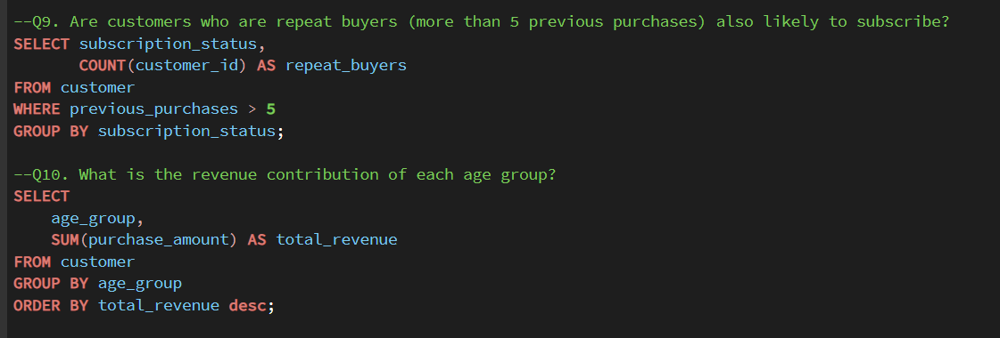 --Q9. Are customers who are repeat buyers (more than 5 previous purchases) also likely to subscribe?
SELECT subscription_status,
       COUNT(customer_id) AS repeat_buyers
FROM customer
WHERE previous_purchases > 5
GROUP BY subscription_status;

--Q10. What is the revenue contribution of each age group?
SELECT
    age_group,
    SUM(purchase_amount) AS total_revenue
FROM customer
GROUP BY age_group
ORDER BY total_revenue desc;